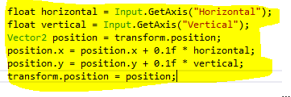 float horizontal = Input.GetAxis("Horizontal");
float vertical = Input.GetAxis("Vertical");
Vector2 position = transform.position;
position.x = position.x + 0.1f * horizontal;
position.y = position.y + 0.1f * vertical;
transform.position = position;